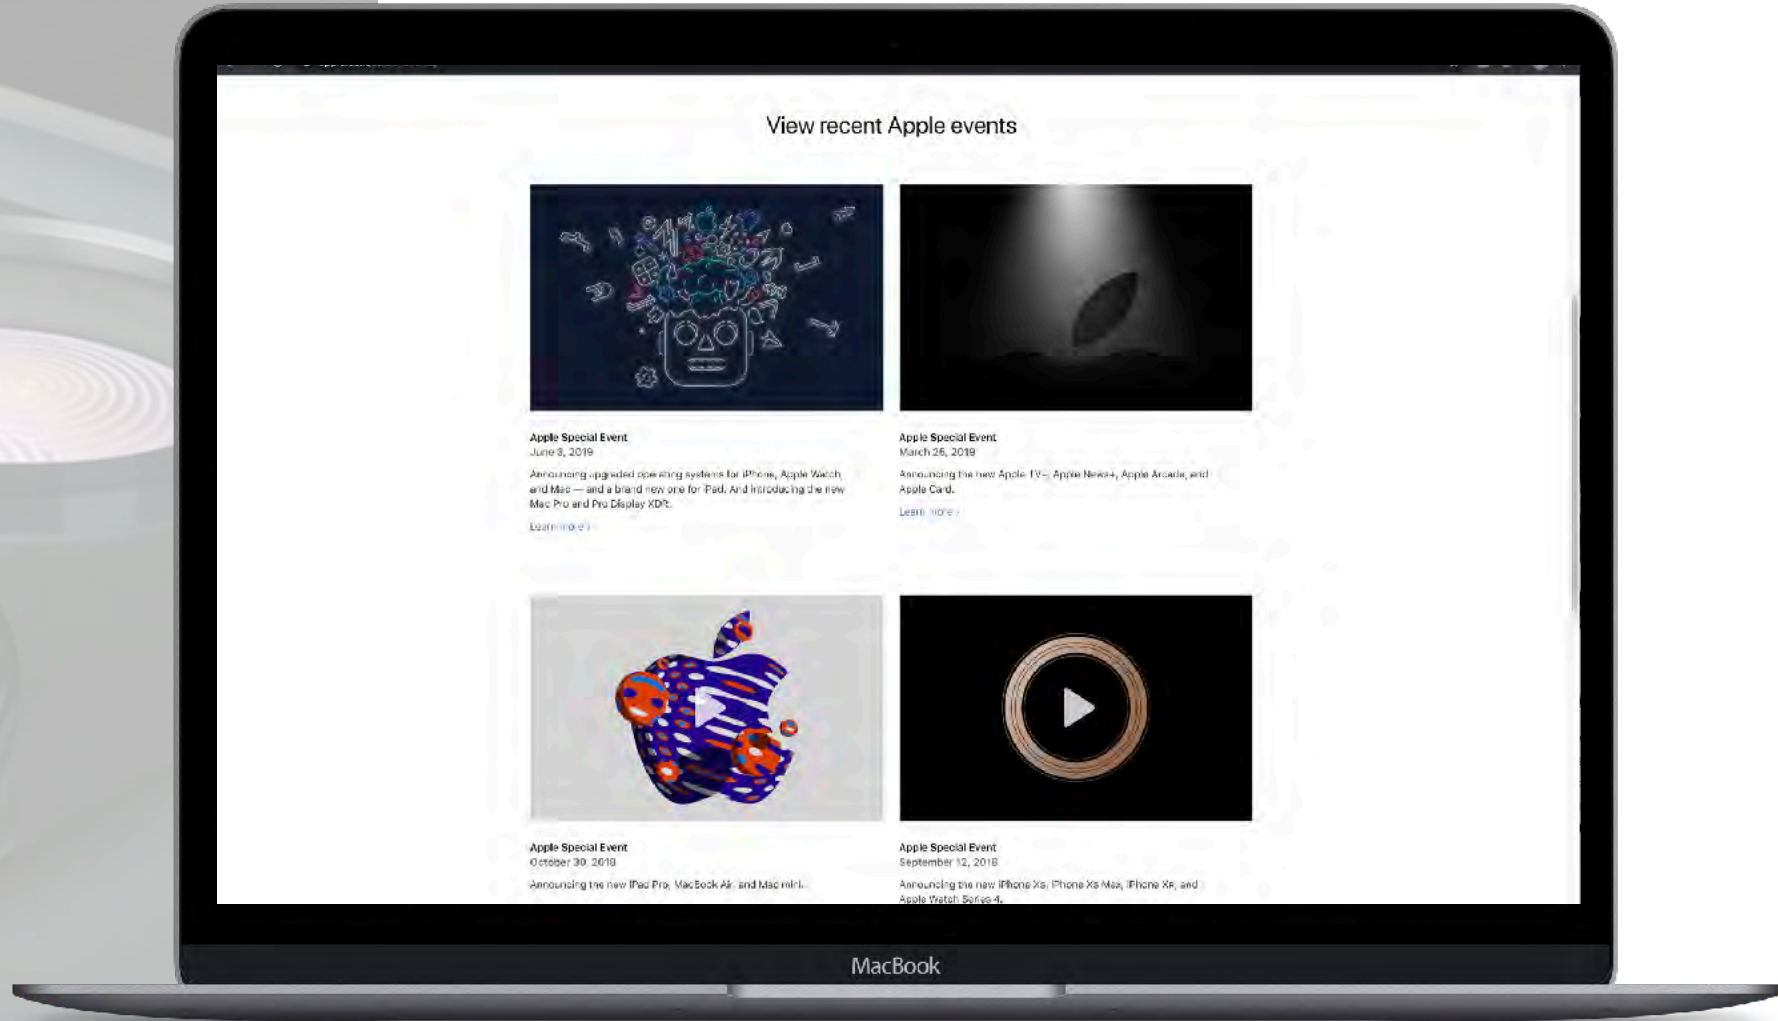 View recent Apple events
Apple Special Event
June 3, 2019
Announcing upgraded operating systems for iPhone, Apple Watch,
and Mac — and a brand new one for iPad. And introducing the new
Mac Pro and Pro Display XDR.
Learn more ›
Apple Special Event
March 25, 2019
Announcing the new Apple TV+, Apple News+, Apple Arcade, and
Apple Card.
Learn more ›
Apple Special Event
October 30, 2018
Announcing the new iPad Pro, MacBook Air, and Mac mini.
Apple Special Event
September 12, 2018
Announcing the new iPhone Xs, iPhone Xs Max, iPhone XR, and
Apple Watch Series 4.
MacBook